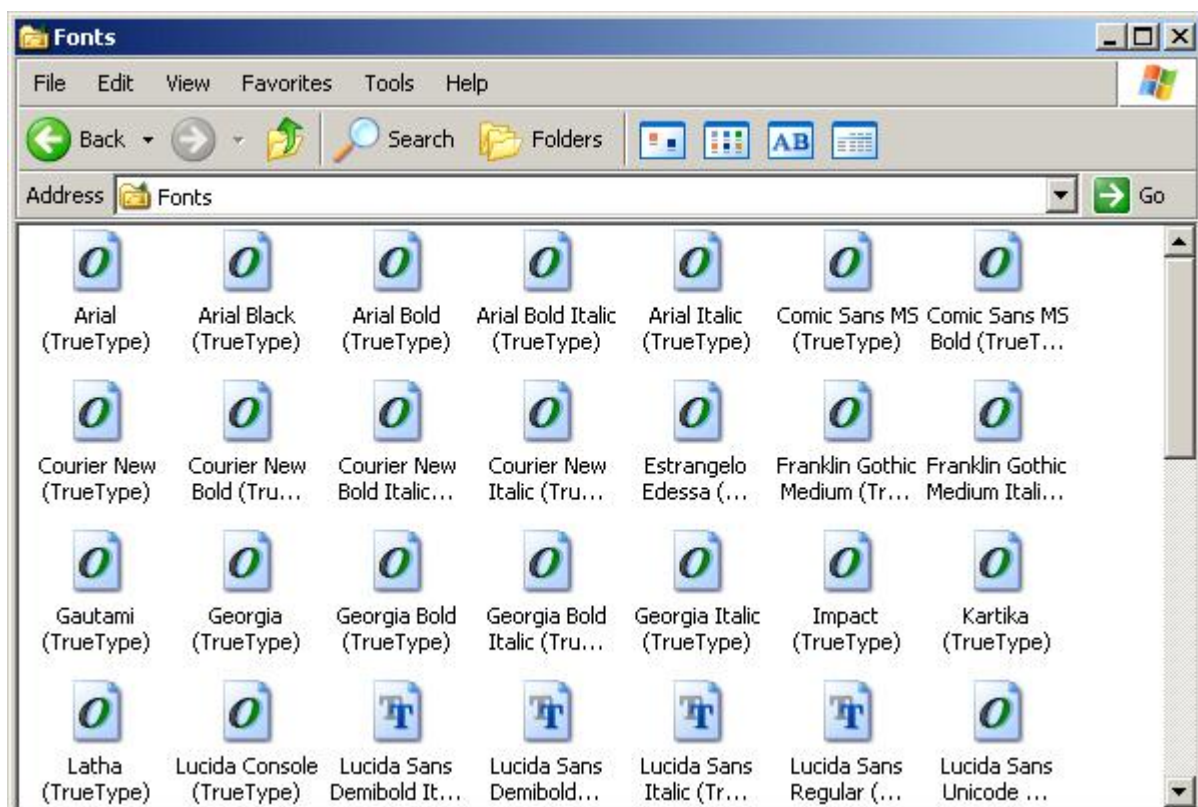 Fonts
File Edit View Favorites Tools Help
Back Search Folders AB
Address Fonts Go
Arial Arial Black Arial Bold Arial Bold Italic Arial Italic Comic Sans MS Comic Sans MS
(TrueType) (TrueType) (TrueType) (TrueType) (TrueType) (TrueType) Bold (TrueT...
Courier New Courier New Courier New Courier New Estrangelo Franklin Gothic Franklin Gothic
(TrueType) Bold (Tru... Bold Italic... Italic (Tru... Edessa (... Medium (Tr... Medium Itali...
Gautami Georgia Georgia Bold Georgia Bold Georgia Italic Impact Kartika
(TrueType) (TrueType) (TrueType) Italic (Tru... (TrueType) (TrueType) (TrueType)
Latha Lucida Console Lucida Sans Lucida Sans Lucida Sans Lucida Sans Lucida Sans
(TrueType) (TrueType) Demibold It... Demibold... Italic (Tr... Regular (... Unicode ...